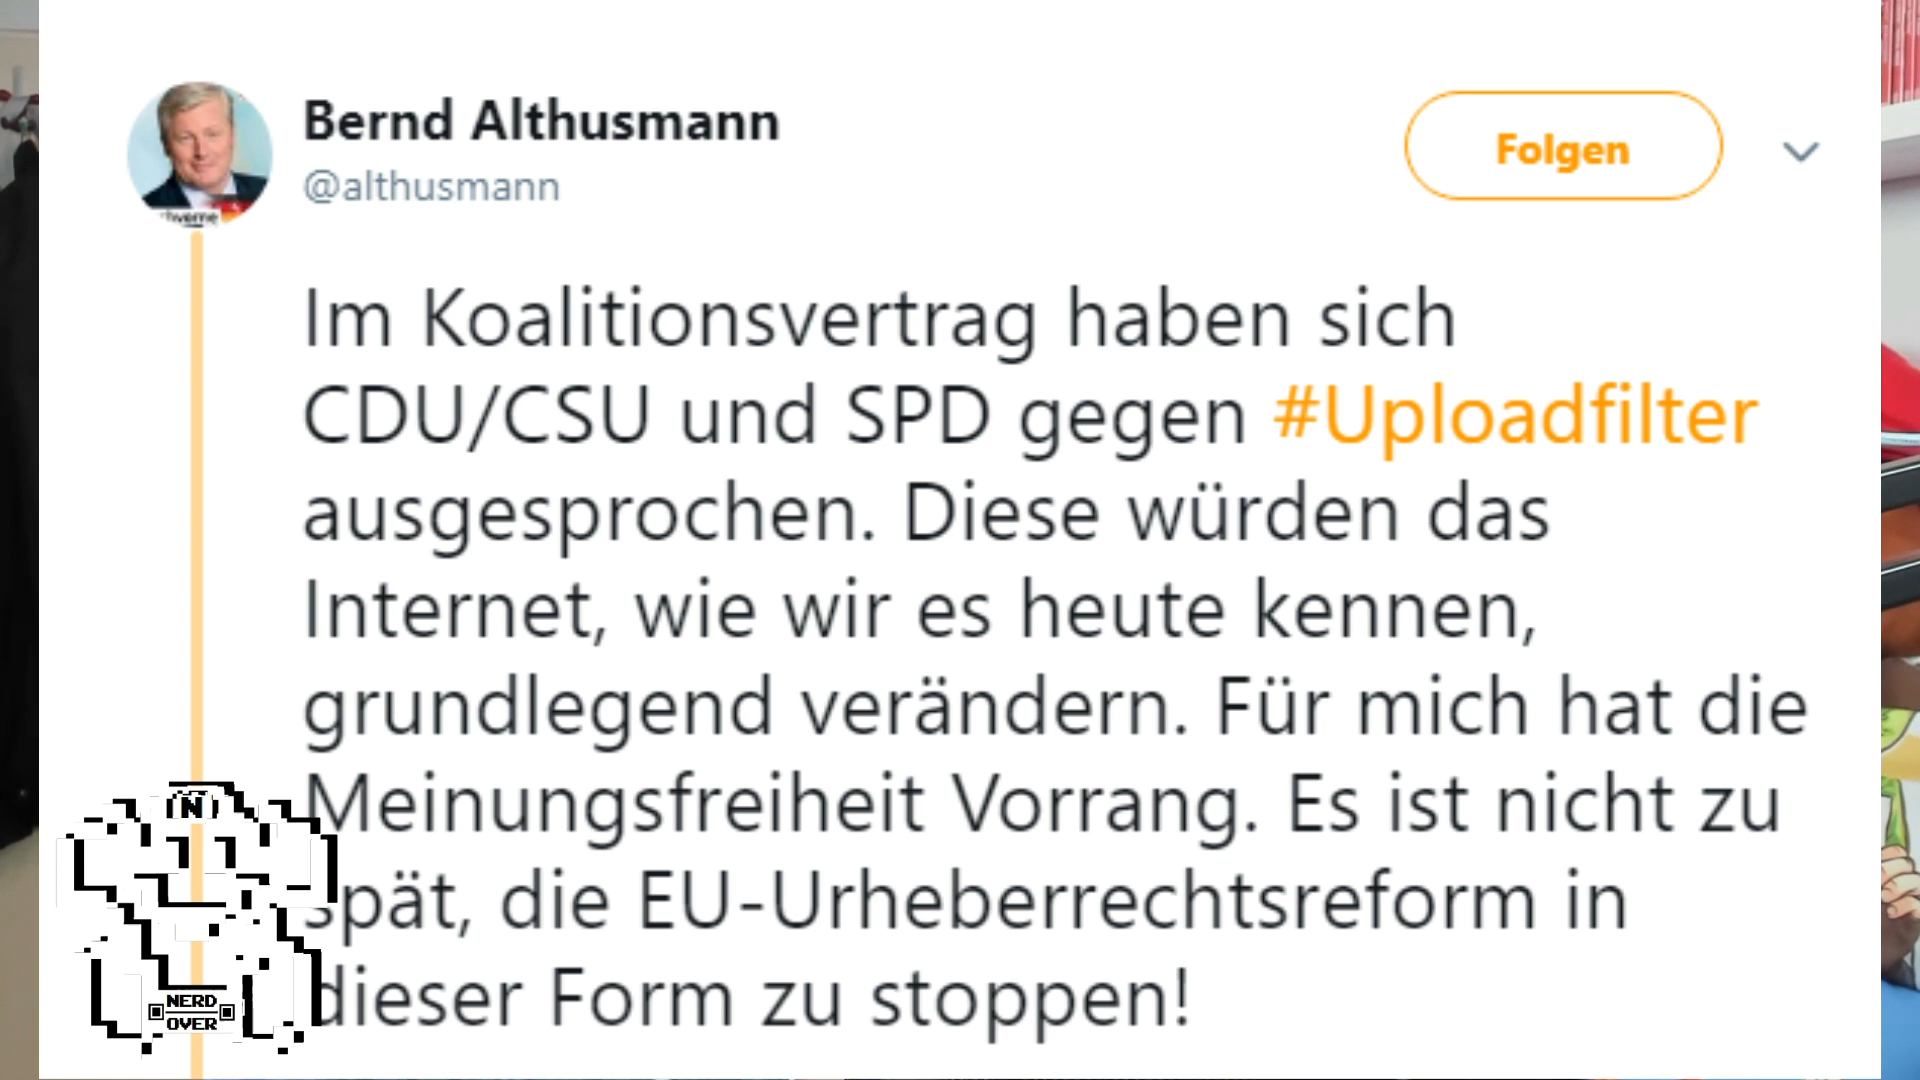 Bernd Althusmann
@althusmann
Folgen
Im Koalitionsvertrag haben sich
CDU/CSU und SPD gegen #Uploadfilter
ausgesprochen. Diese würden das
Internet, wie wir es heute kennen,
grundlegend verändern. Für mich hat die
Meinungsfreiheit Vorrang. Es ist nicht zu
spät, die EU-Urheberrechtsreform in
dieser Form zu stoppen!
N
NERD
OVER